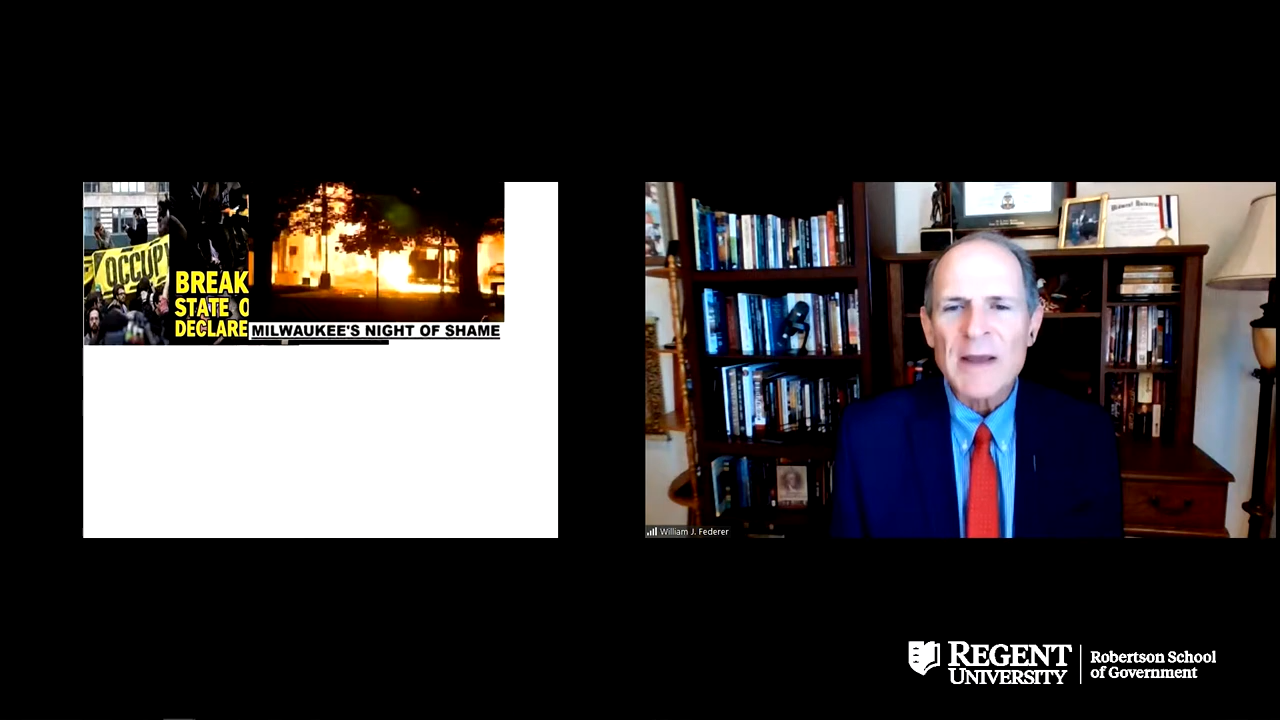 OCCUP
BREAK
STATE O
DECLARE
MILWAUKEE'S NIGHT OF SHAME
William J. Federer
REGENT
UNIVERSITY
Robertson School
of Government